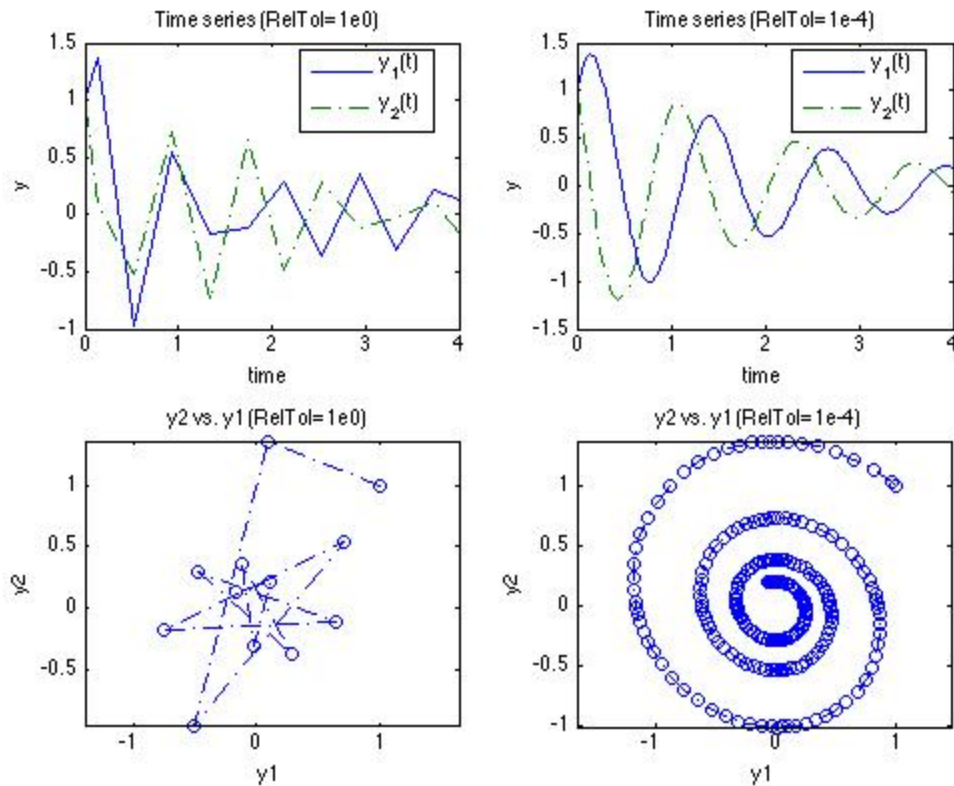 Time series (RelTol=1e0)
1.5
1
0.5
0
-0.5
-1
y
y1(t)
y2(t)
0 1 2 3 4
time
Time series (RelTol=1e-4)
1.5
1
0.5
0
-0.5
-1
-1.5
y
y1(t)
y2(t)
0 1 2 3 4
time
y2 vs. y1 (RelTol=1e0)
1
0.5
0
-0.5
-1
y2
-1 0 1
y1
y2 vs. y1 (RelTol=1e-4)
1
0.5
0
-0.5
-1
y2
-1 0 1
y1